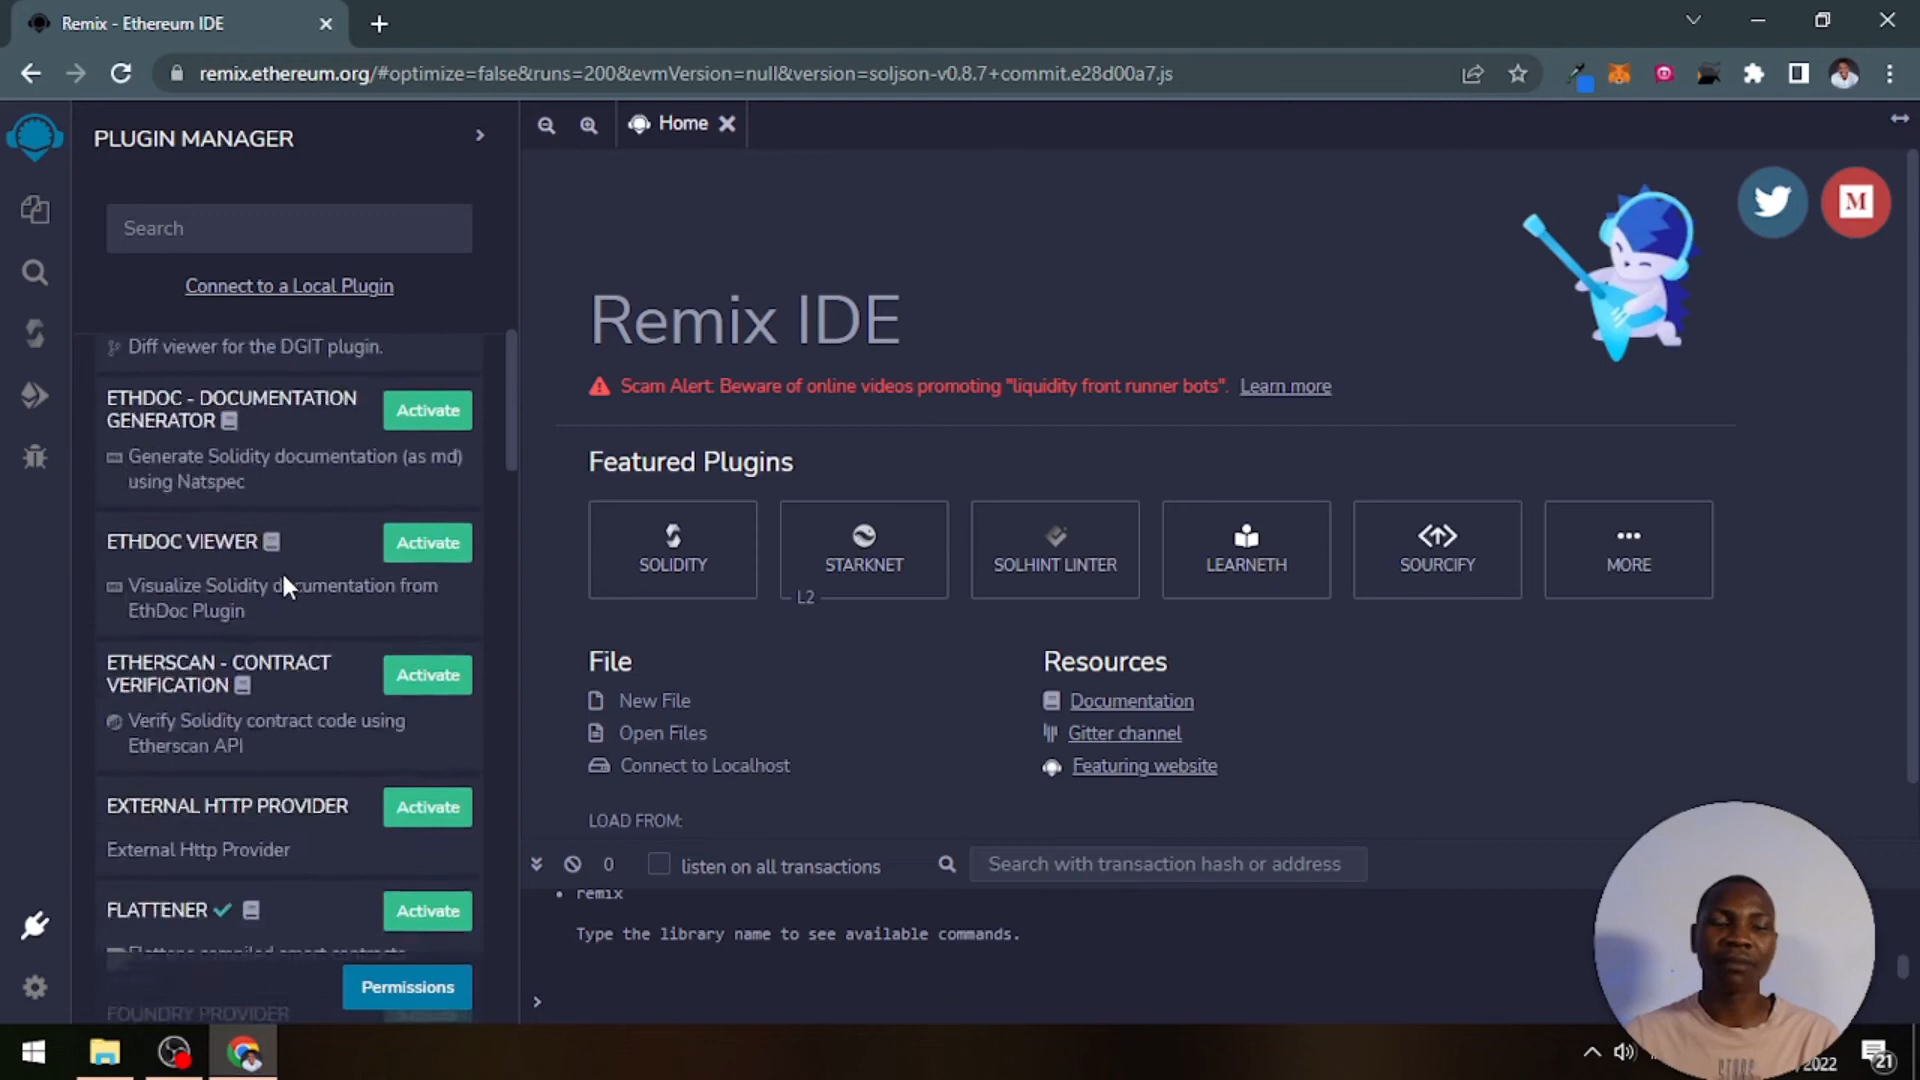 Remix - Ethereum IDE
remix.ethereum.org/#optimize=false&runs=200&evmVersion=null&version=soljson-v0.8.7+commit.e28d00a7.js
PLUGIN MANAGER
Search
Connect to a Local Plugin
Diff viewer for the DGIT plugin.
ETHDOC - DOCUMENTATION
GENERATOR
Activate
Generate Solidity documentation (as md)
using Natspec
ETHDOC VIEWER
Activate
Visualize Solidity documentation from
EthDoc Plugin
ETHERSCAN - CONTRACT
VERIFICATION
Activate
Verify Solidity contract code using
Etherscan API
EXTERNAL HTTP PROVIDER
Activate
External Http Provider
FLATTENER
Activate
Permissions
FOUNDRY PROVIDER
Home
Remix IDE
Scam Alert: Beware of online videos promoting "liquidity front runner bots". Learn more
M
Featured Plugins
SOLIDITY
STARKNET
L2
SOLHINT LINTER
LEARNETH
SOURCIFY
MORE
File
New File
Open Files
Connect to Localhost
LOAD FROM:
Resources
Documentation
Gitter channel
Featuring website
0
listen on all transactions
Search with transaction hash or address
remix
Type the library name to see available commands.
>
2022
21